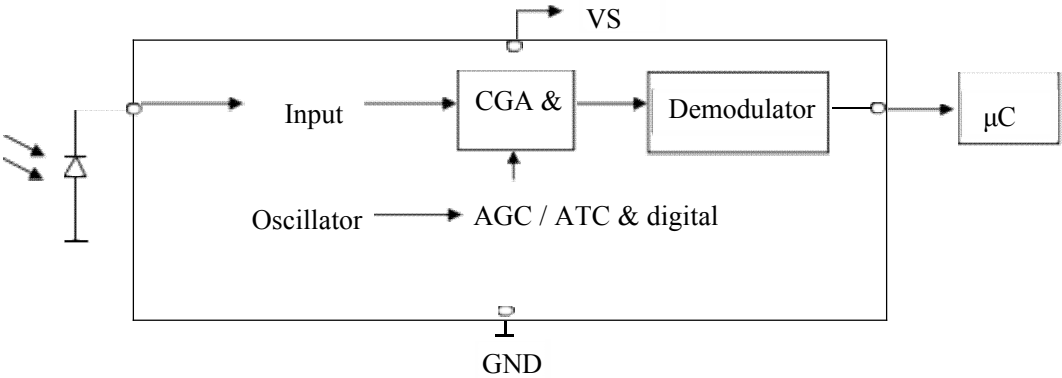 VS
Input
CGA &
Demodulator
μC
Oscillator
AGC / ATC & digital
GND